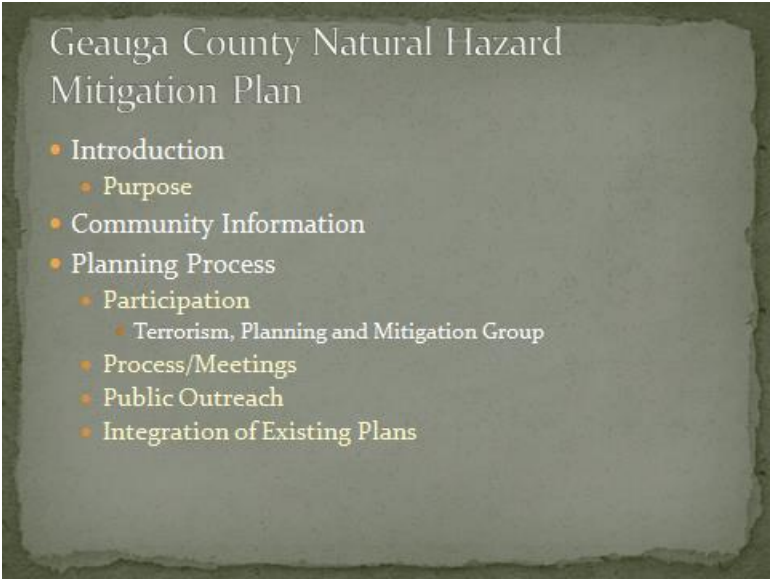 Geauga County Natural Hazard
Mitigation Plan
Introduction
Purpose
Community Information
Planning Process
Participation
Terrorism, Planning and Mitigation Group
Process/Meetings
Public Outreach
Integration of Existing Plans